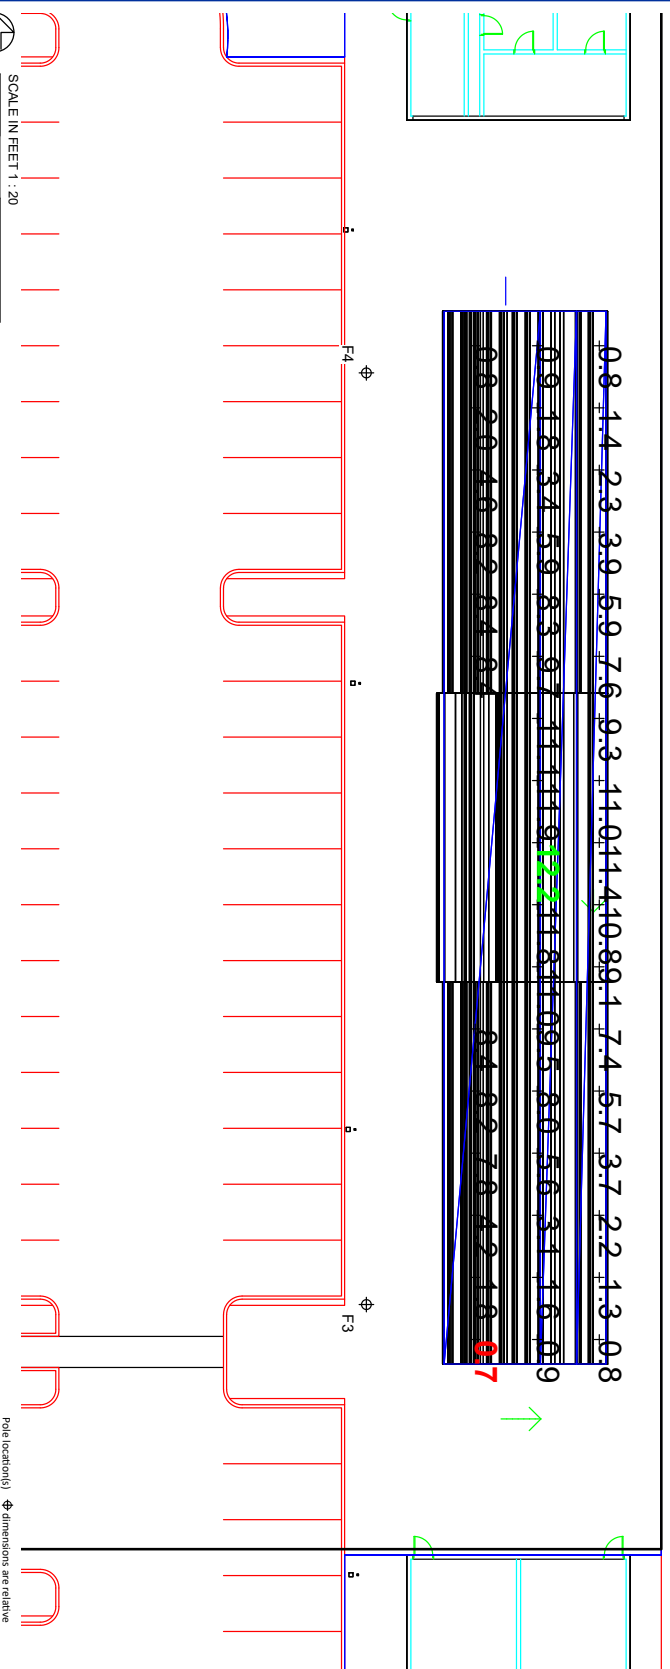 0.8 1.4 2.3 3.9 5.9 7.6 9.3 11.0 11.4 10.8 9.1 7.4 5.7 3.7 2.2 1.3 0.8
0.9 1.8 3.4 5.9 8.3 9.7 11.1 11.9 12.2 11.8 11.0 9.5 8.0 5.6 3.1 1.6 0.9
2.0 4.6 8.2 8.4 8.4 8.2 7.8 4.2 1.8 0.7
F4 F3
SCALE IN FEET 1 : 20
Pole location(s) ⌖ dimensions are relative